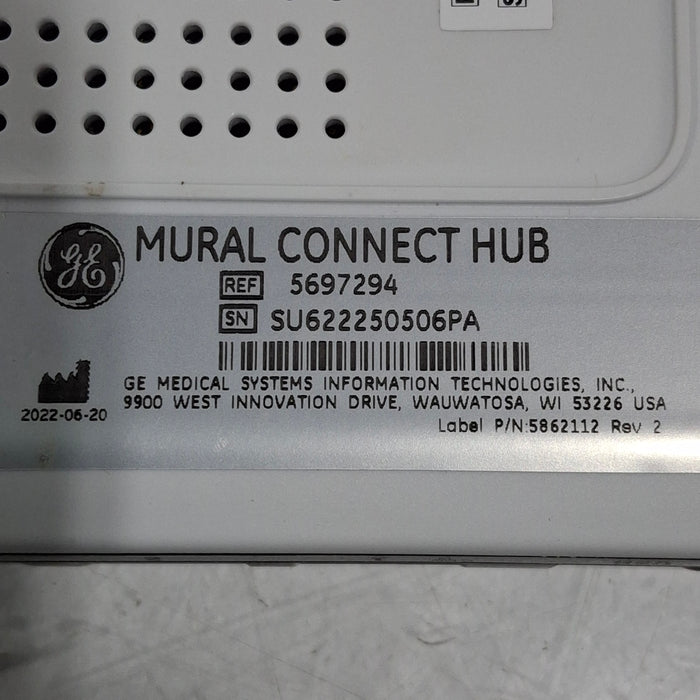 GE
MURAL CONNECT HUB
REF 5697294
SN SU622250506PA
GE MEDICAL SYSTEMS INFORMATION TECHNOLOGIES, INC.,
9900 WEST INNOVATION DRIVE, WAUWATOSA, WI 53226 USA
2022-06-20
Label P/N:5862112 Rev 2